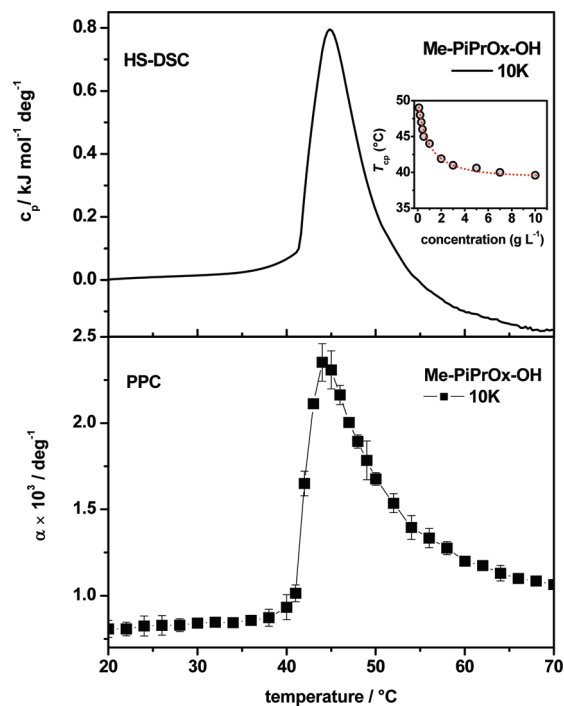 0.8
HS-DSC
Me-PiPrOx-OH
10K
0.6
50
45
40
35
T_cp (°C)
0 2 4 6 8 10
concentration (g L⁻¹)
0.4
0.2
0.0
c_p / kJ mol⁻¹ deg⁻¹
2.5
PPC
Me-PiPrOx-OH
10K
2.0
1.5
1.0
α × 10³ / deg⁻¹
20 30 40 50 60 70
temperature / °C